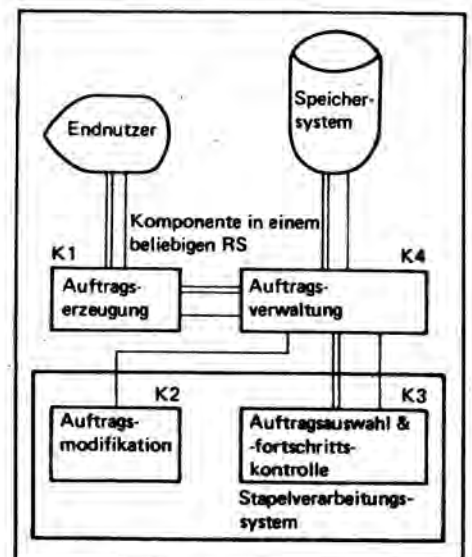 Endnutzer
Speicher-
system
Komponente in einem
beliebigen RS
K1
Auftrags-
erzeugung
K4
Auftrags-
verwaltung
K2
Auftrags-
modifikation
K3
Auftragsauswahl &
-fortschritts-
kontrolle
Stapelverarbeitungs-
system